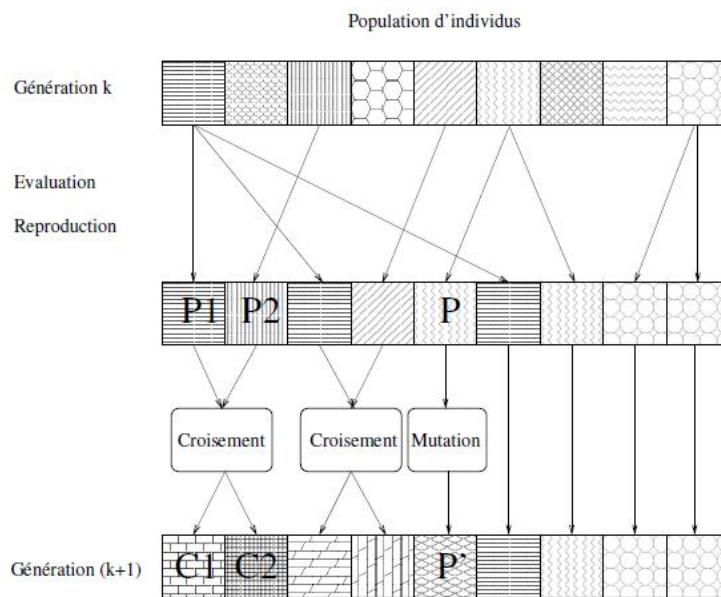 Population d'individus
Génération k
Evaluation
Reproduction
P1 P2 P
Croisement Croisement Mutation
Génération (k+1) C1 C2 P'